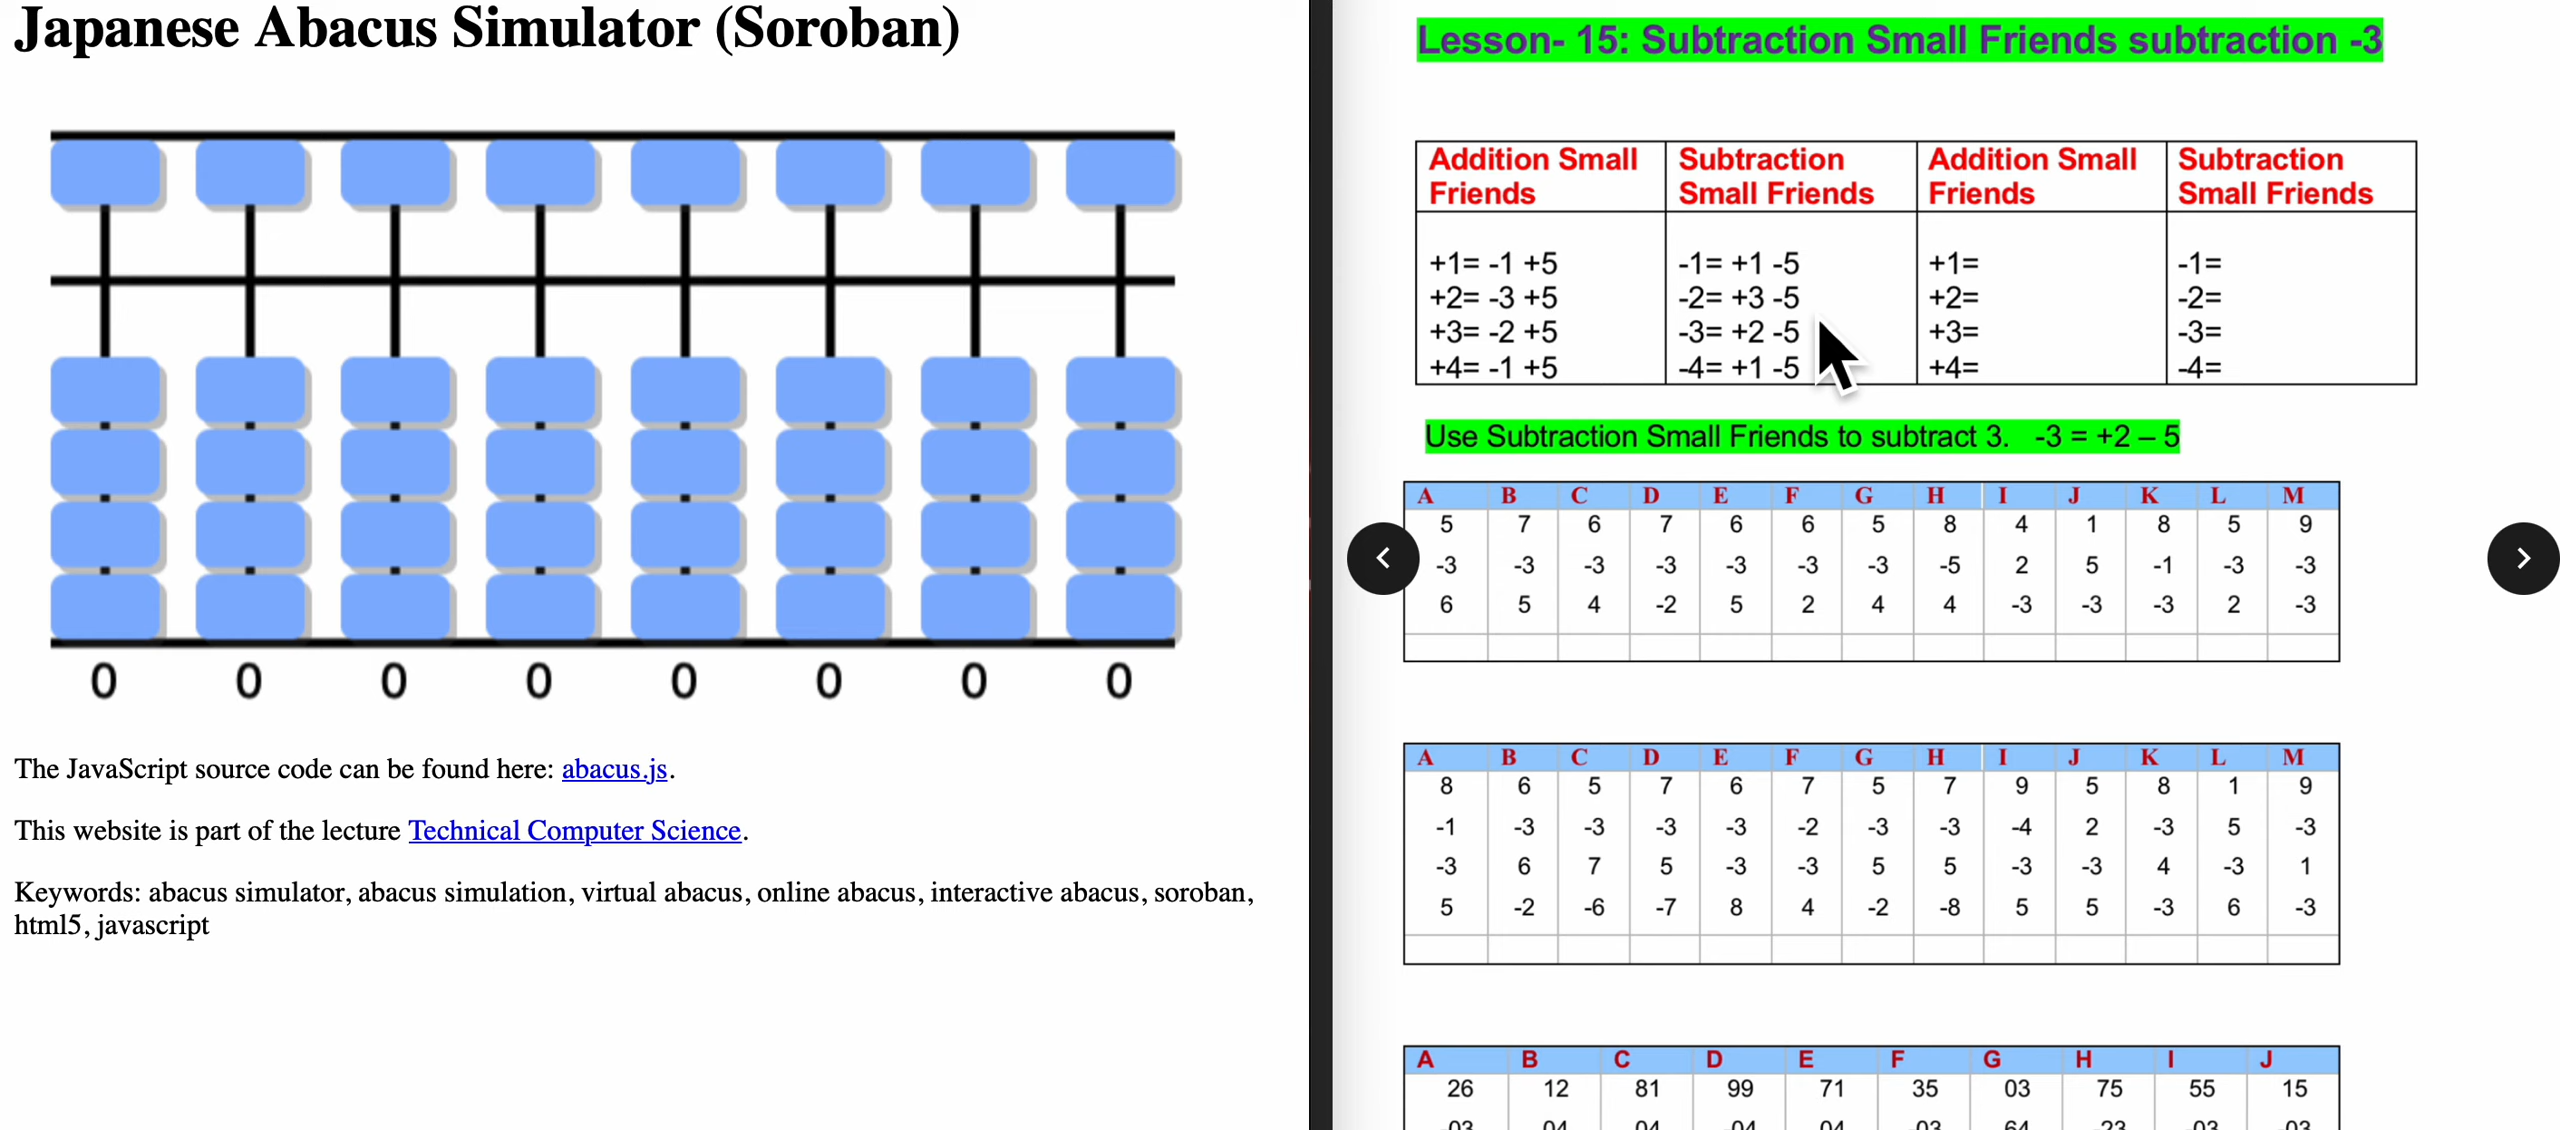 Japanese Abacus Simulator (Soroban)
0 0 0 0 0 0 0 0
The JavaScript source code can be found here: abacus.js.
This website is part of the lecture Technical Computer Science.
Keywords: abacus simulator, abacus simulation, virtual abacus, online abacus, interactive abacus, soroban,
html5, javascript
Lesson- 15: Subtraction Small Friends subtraction -3
Addition Small Friends Subtraction Small Friends Addition Small Friends Subtraction Small Friends
+1= -1 +5 -1= +1 -5 +1= -1=
+2= -3 +5 -2= +3 -5 +2= -2=
+3= -2 +5 -3= +2 -5 +3= -3=
+4= -1 +5 -4= +1 -5 +4= -4=
Use Subtraction Small Friends to subtract 3. -3 = +2 – 5
A B C D E F G H I J K L M
5 7 6 7 6 6 5 8 4 1 8 5 9
-3 -3 -3 -3 -3 -3 -3 -5 2 5 -1 -3 -3
6 5 4 -2 5 2 4 4 -3 -3 -3 2 -3
A B C D E F G H I J K L M
8 6 5 7 6 7 5 7 9 5 8 1 9
-1 -3 -3 -3 -3 -2 -3 -3 -4 2 -3 5 -3
-3 6 7 5 -3 -3 5 5 -3 -3 4 -3 1
5 -2 -6 -7 8 4 -2 -8 5 5 -3 6 -3
A B C D E F G H I J
26 12 81 99 71 35 03 75 55 15